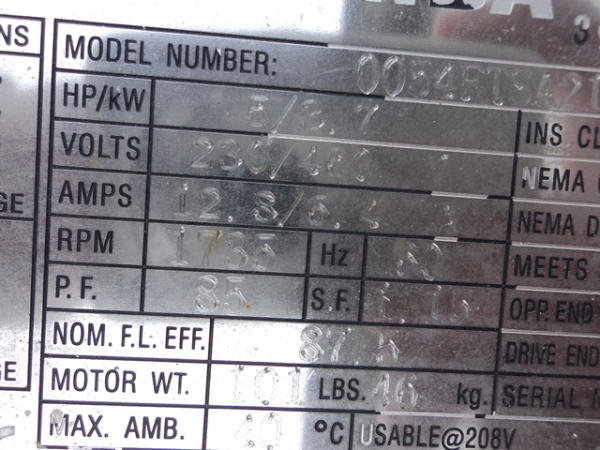 NS
MODEL NUMBER:
HP/kW 5/3.7
INS CL
VOLTS 230/460
NEMA
AMPS 12.8/6.4
NEMA D
GE
RPM 1735 Hz 60
MEETS
P.F. S.F. 1.15
OPP. END
NOM. F.L. EFF. 87.5
DRIVE END
GE
MOTOR WT. 101 LBS. 46 kg.
SERIAL N
MAX. AMB. 40 °C USABLE@208V